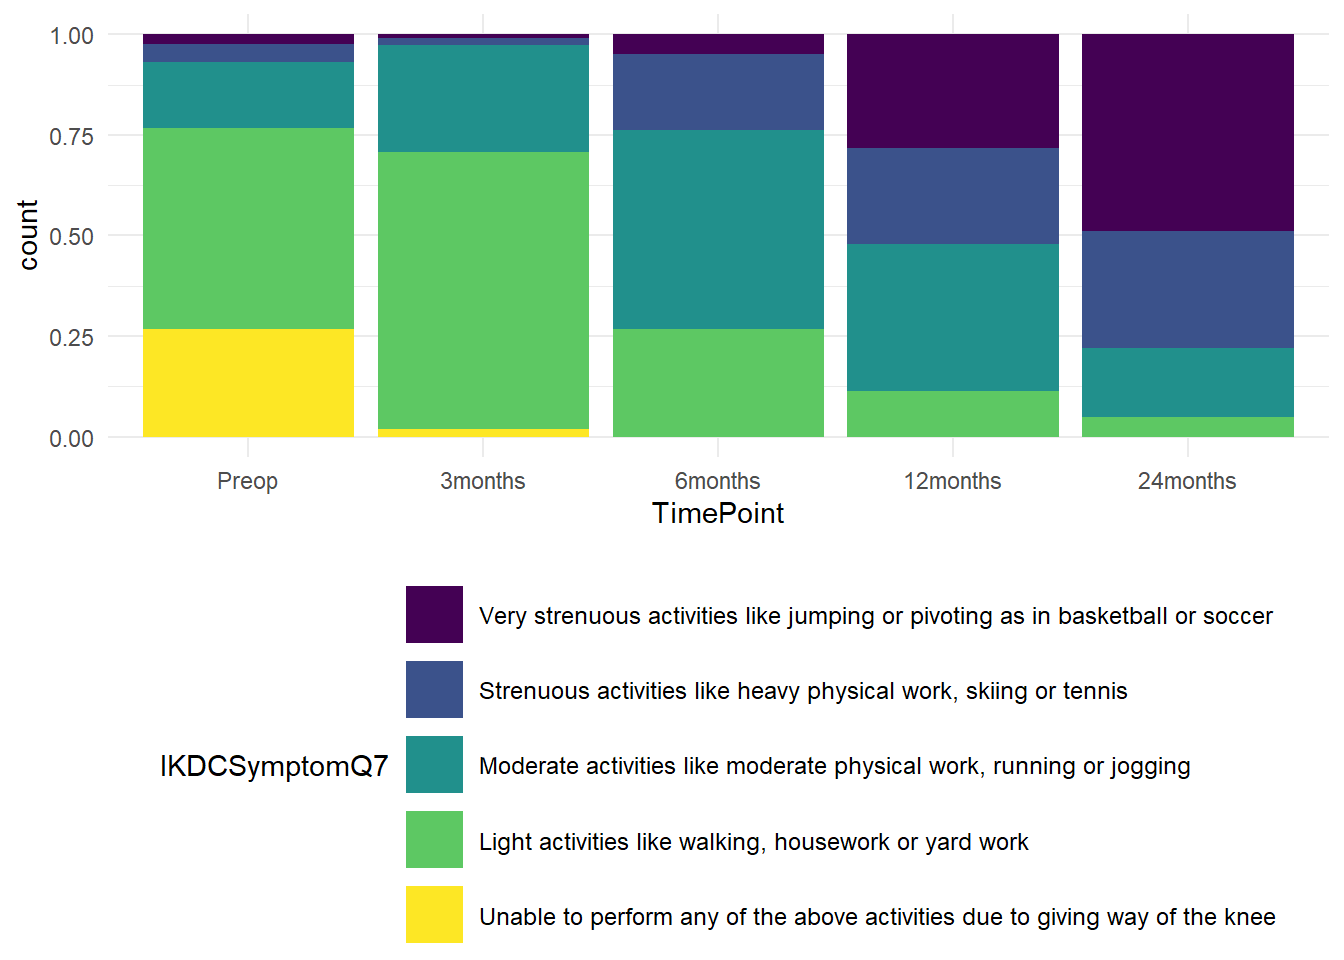 1.00
0.75
0.50
0.25
0.00
count
Preop
3months
6months
12months
24months
TimePoint
IKDCSymptomQ7
Very strenuous activities like jumping or pivoting as in basketball or soccer
Strenuous activities like heavy physical work, skiing or tennis
Moderate activities like moderate physical work, running or jogging
Light activities like walking, housework or yard work
Unable to perform any of the above activities due to giving way of the knee